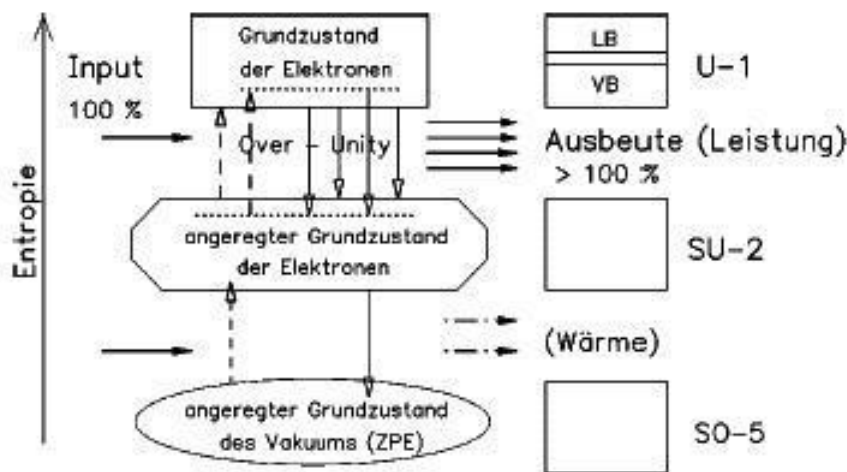 Entropie
Input
100 %
Grundzustand
der Elektronen
LB
VB
U-1
Over - Unity
Ausbeute (Leistung)
> 100 %
angeregter Grundzustand
der Elektronen
SU-2
(Wärme)
angeregter Grundzustand
des Vakuums (ZPE)
SO-5